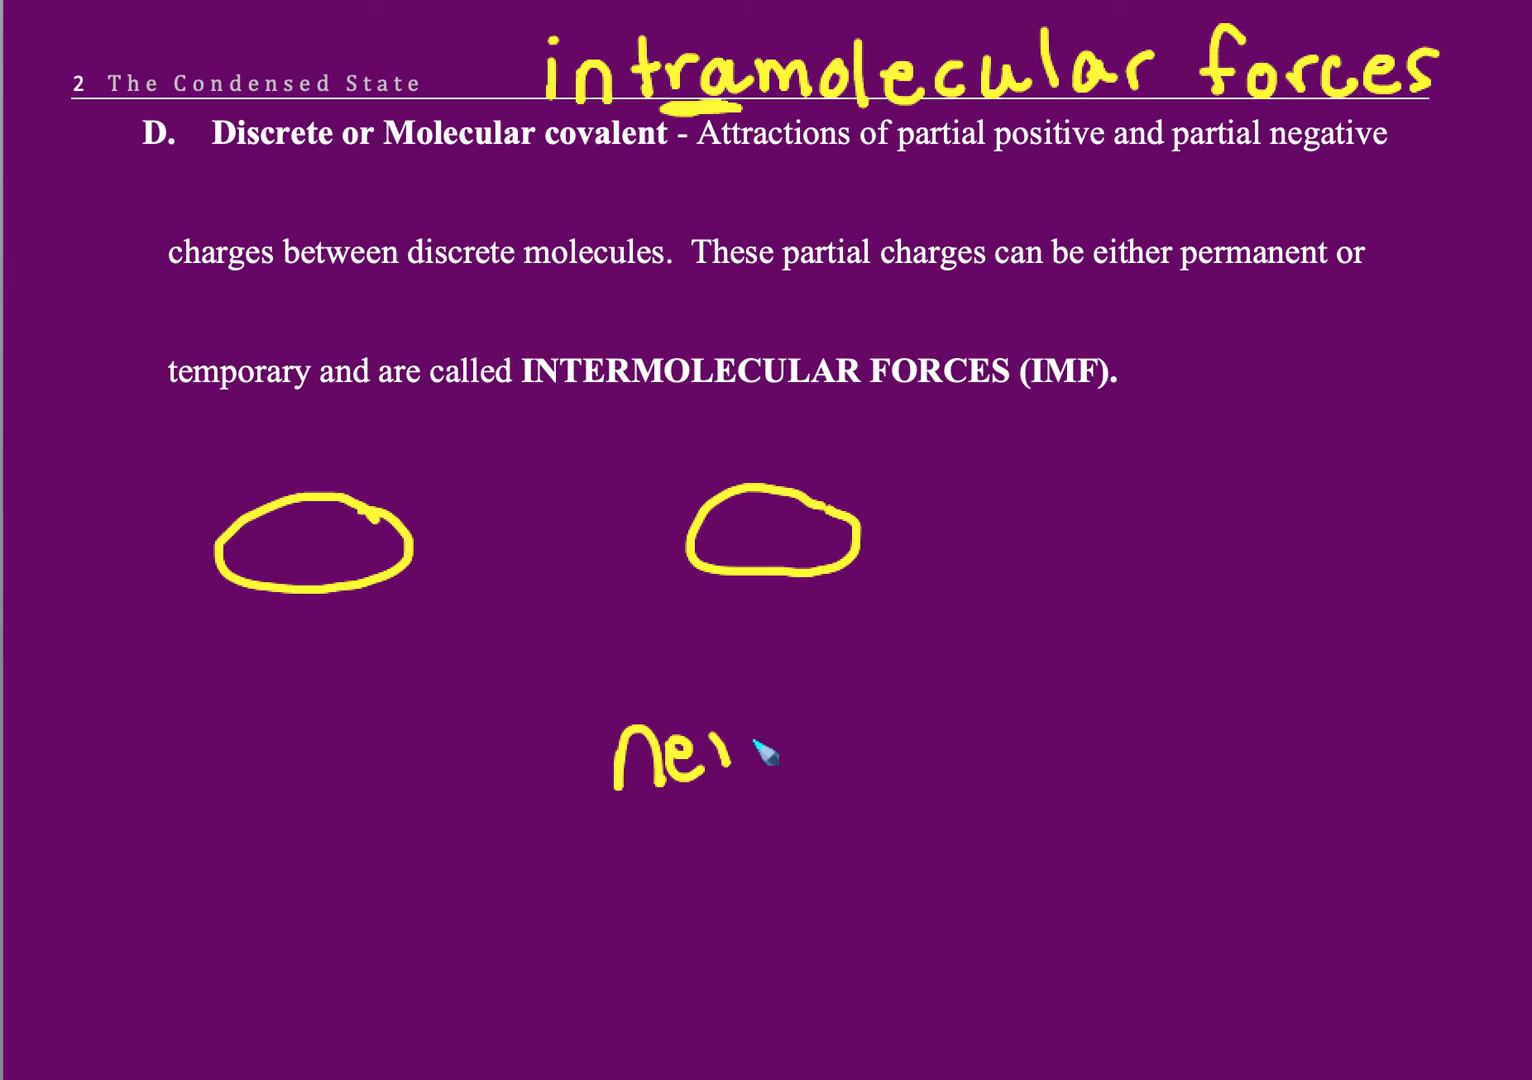 intramolecular forces
2 The Condensed State
D. Discrete or Molecular covalent - Attractions of partial positive and partial negative
charges between discrete molecules. These partial charges can be either permanent or
temporary and are called INTERMOLECULAR FORCES (IMF).